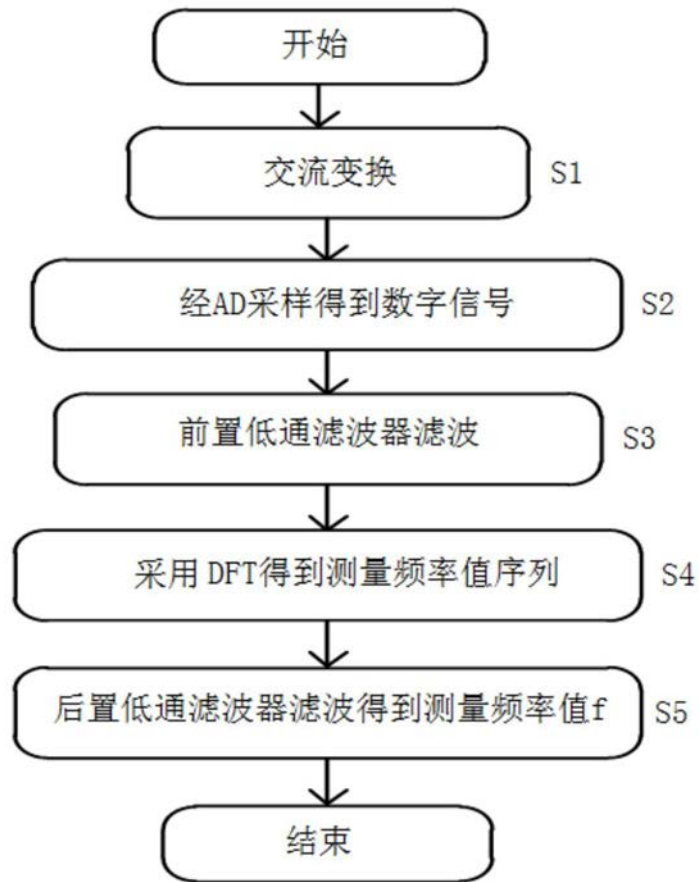 开始
交流变换 S1
经AD采样得到数字信号 S2
前置低通滤波器滤波 S3
采用DFT得到测量频率值序列 S4
后置低通滤波器滤波得到测量频率值f S5
结束